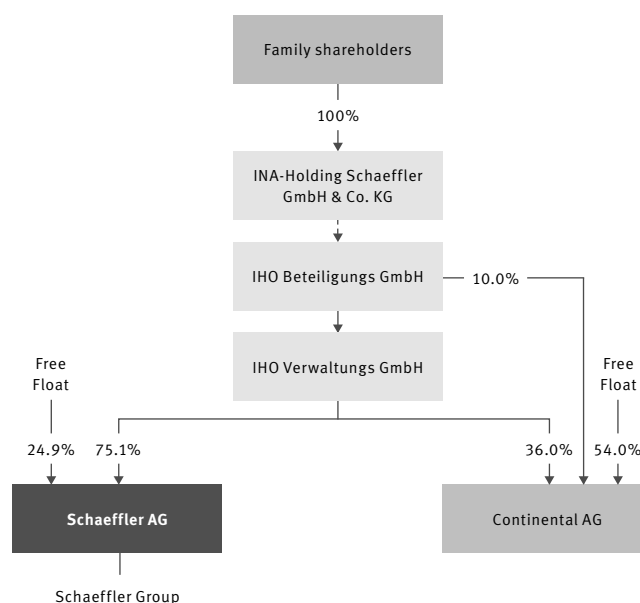 Family shareholders
100%
INA-Holding Schaeffler
GmbH & Co. KG
IHO Beteiligungs GmbH
10.0%
IHO Verwaltungs GmbH
Free
Float
Free
Float
24.9%
75.1%
36.0%
54.0%
Schaeffler AG
Continental AG
Schaeffler Group